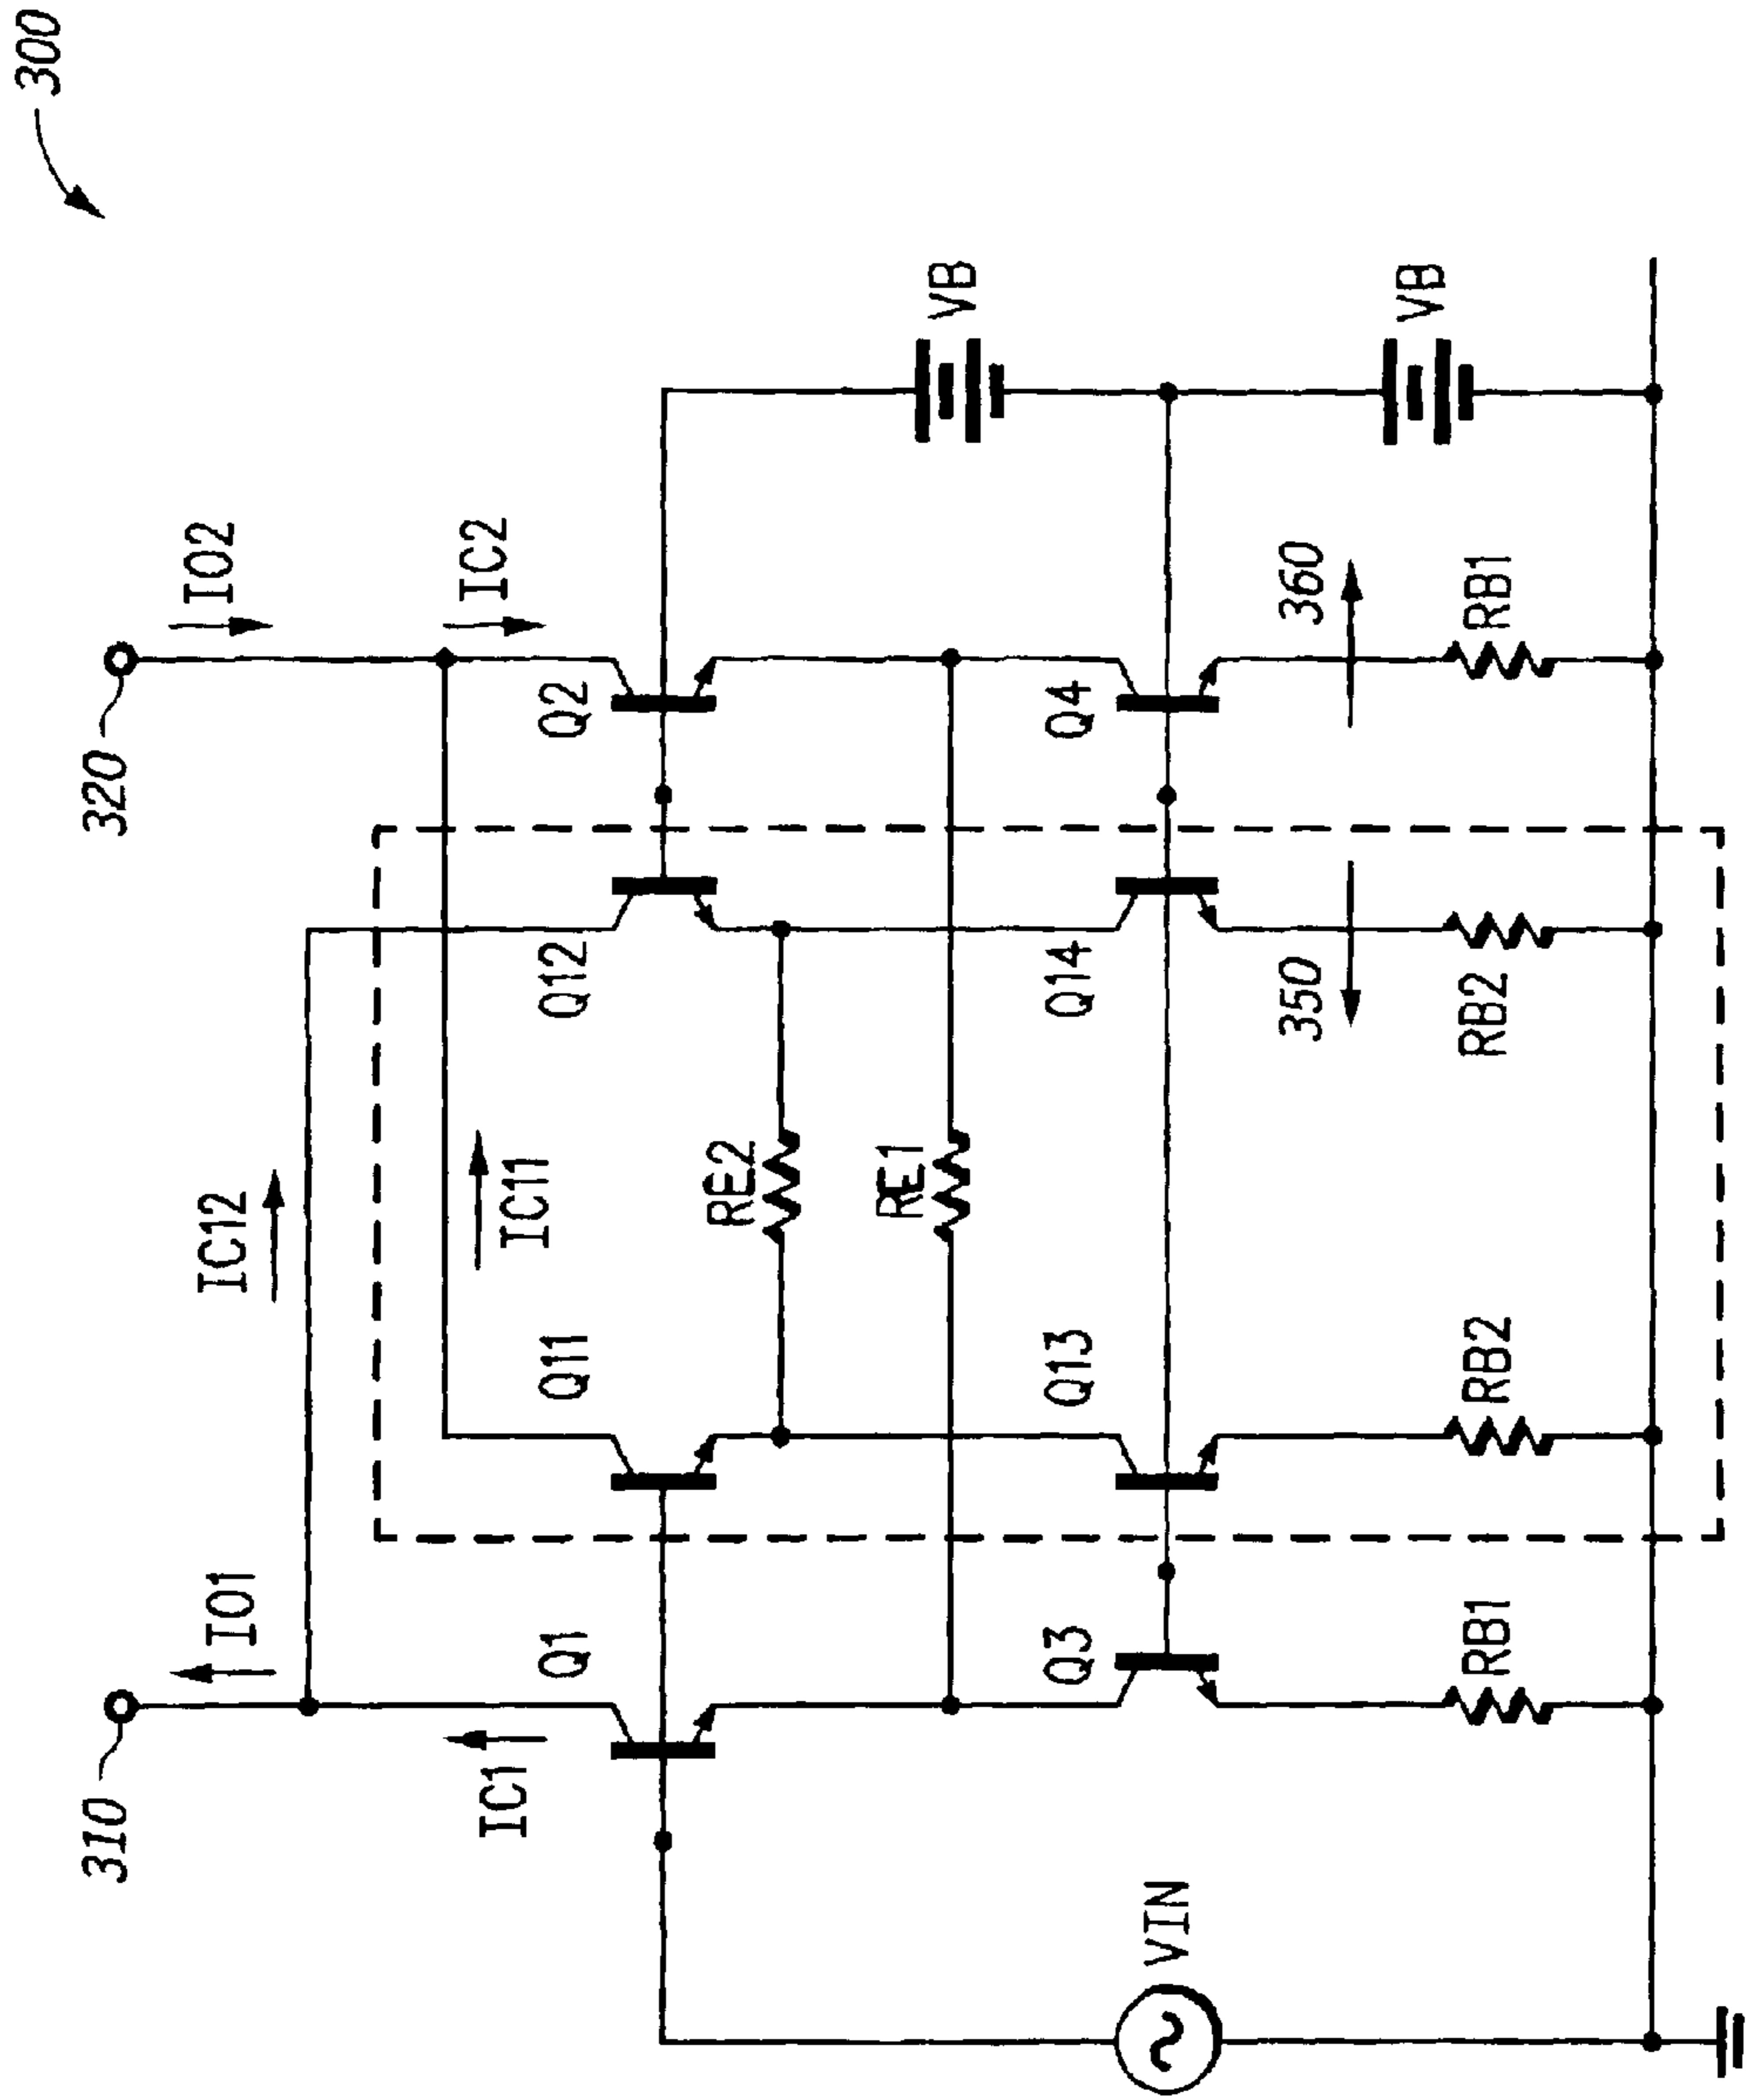 300
310
320
IO1
IO2
IC12
IC1
IC11
IC2
Q1
Q11
Q12
Q2
RE2
RE1
Q3
Q13
Q14
Q4
VB
VIN
350
360
VB
RB1
RB2
RB2
RB1